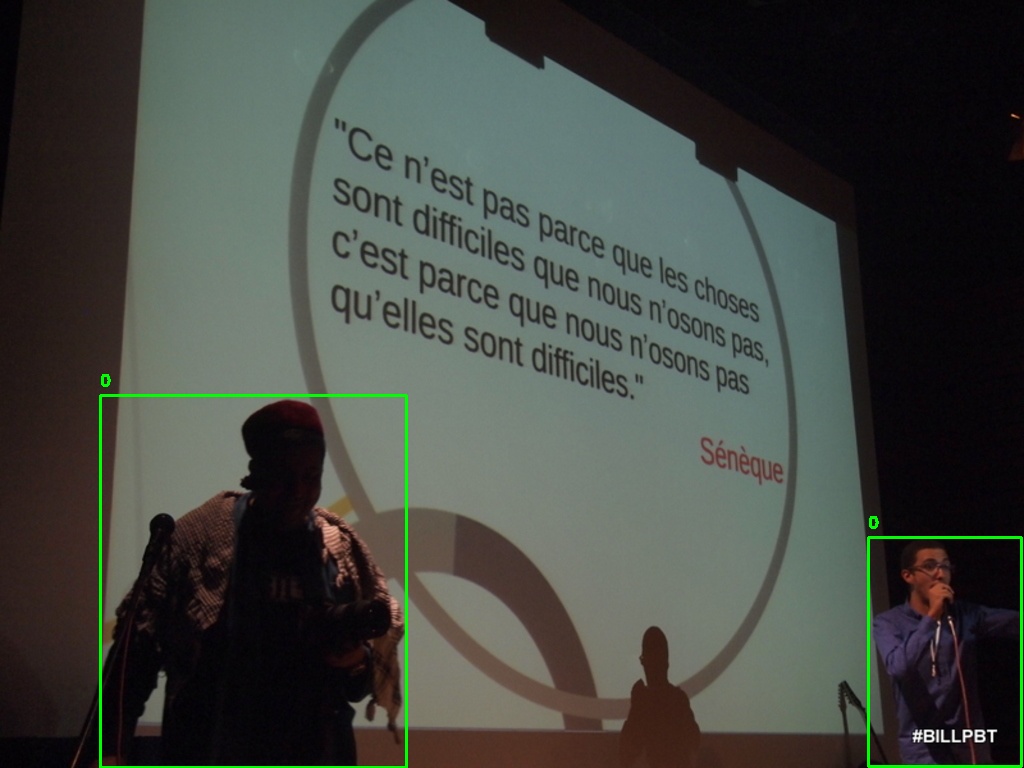 "Ce n'est pas parce que les choses
sont difficiles que nous n'osons pas,
c'est parce que nous n'osons pas
qu'elles sont difficiles."
Sénèque
#BILLPBT
0
0